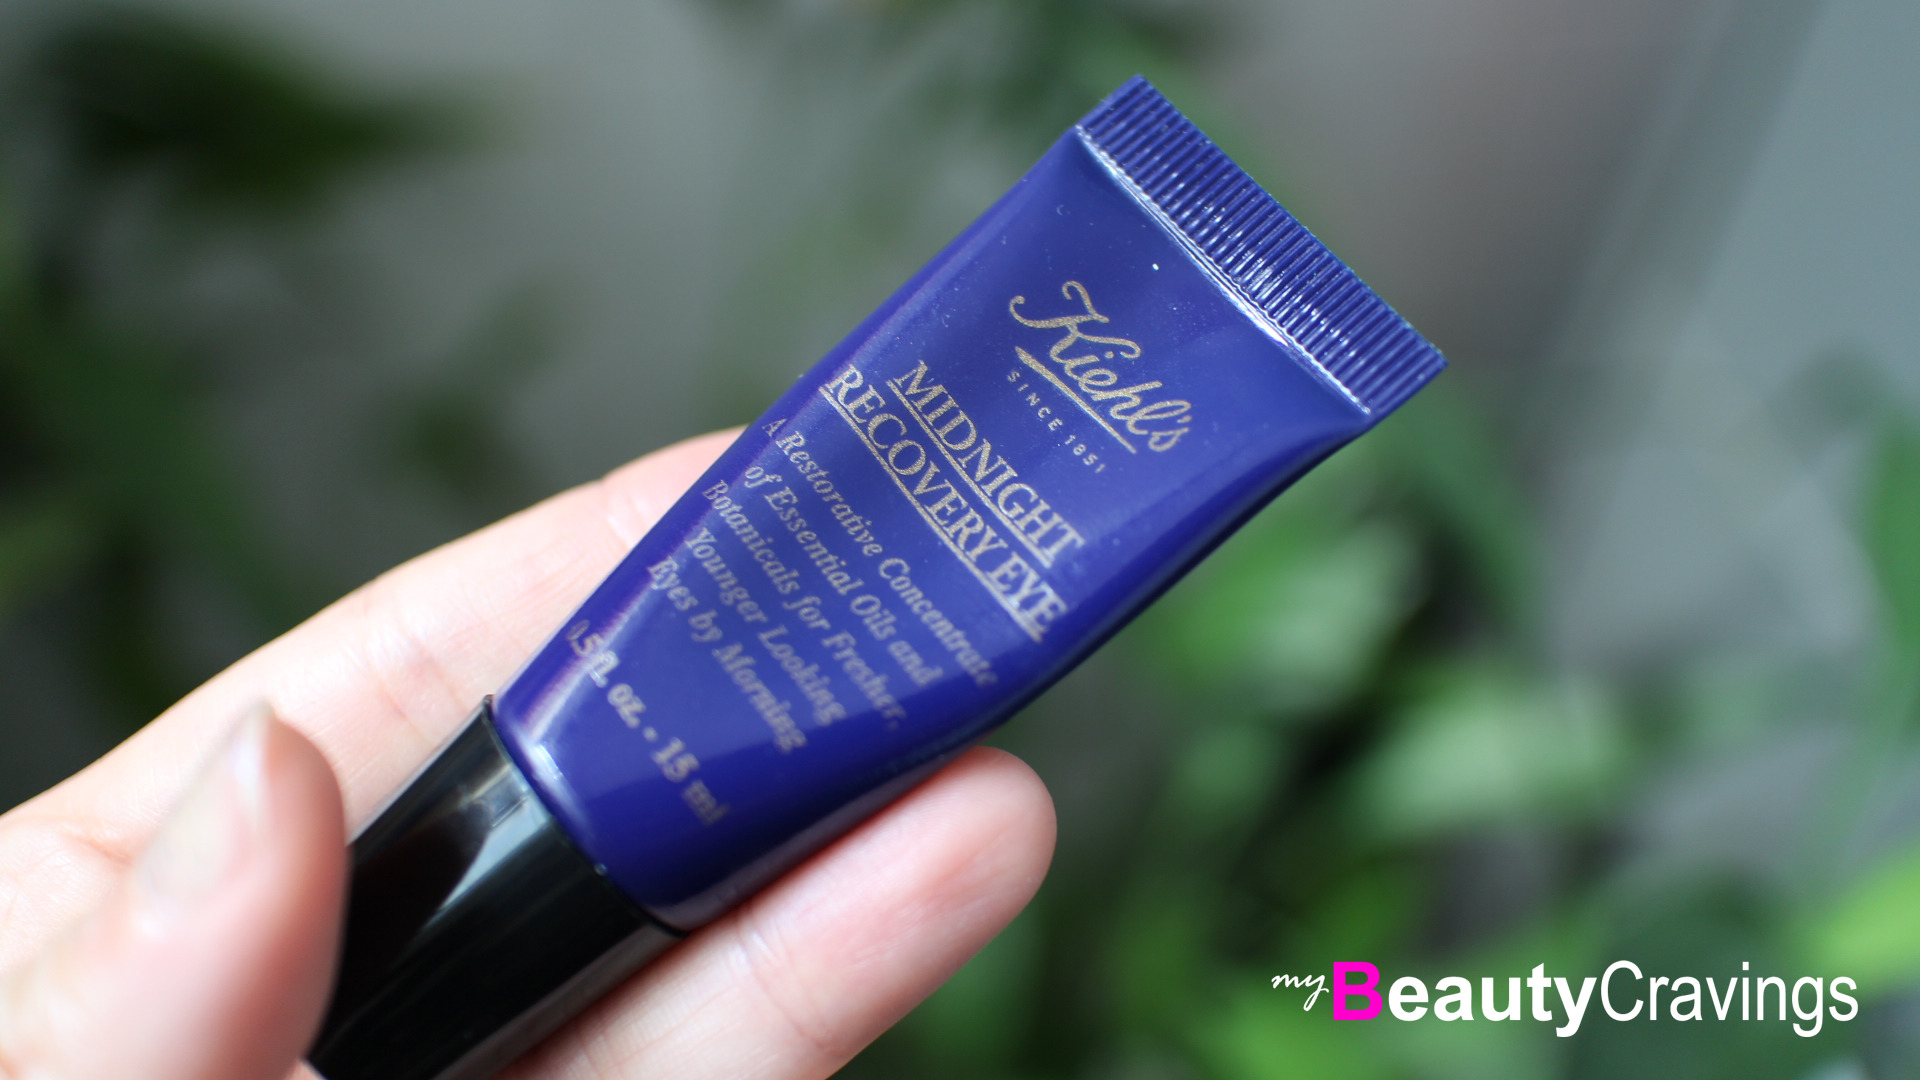 Kiehl's
SINCE 1851
MIDNIGHT
RECOVERY EYE
A Restorative Concentrate
of Essential Oils and
Botanicals for Fresher,
Younger Looking
Eyes by Morning
0.5 fl. oz. - 15 ml
myBeautyCravings